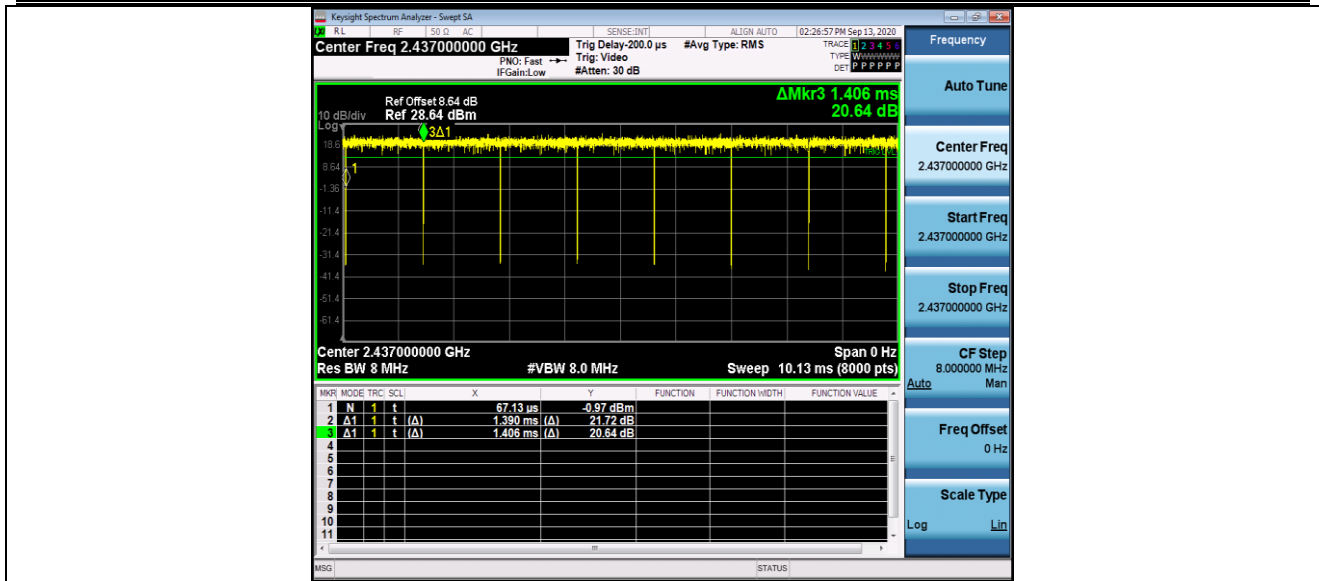 Keysight Spectrum Analyzer - Swept SA
RL RF 50 Ω AC SENSE:INT ALIGN AUTO 02:26:57 PM Sep 13, 2020
Center Freq 2.437000000 GHz
PNO: Fast
IFGain:Low
Trig Delay-200.0 µs
Trig: Video
#Atten: 30 dB
#Avg Type: RMS
TRACE 1 2 3 4 5 6
TYPE W
DET P P P P P P
Frequency
Auto Tune
Center Freq
2.437000000 GHz
Start Freq
2.437000000 GHz
Stop Freq
2.437000000 GHz
CF Step
8.000000 MHz
Auto Man
Freq Offset
0 Hz
Scale Type
Log Lin
ΔMkr3 1.406 ms
20.64 dB
Ref Offset 8.64 dB
10 dB/div Ref 28.64 dBm
Log
3Δ1
18.6
8.64
1
-1.36
-11.4
-21.4
-31.4
-41.4
-51.4
-61.4
Center 2.437000000 GHz Span 0 Hz
Res BW 8 MHz #VBW 8.0 MHz Sweep 10.13 ms (8000 pts)
MKR MODE TRC SCL X Y FUNCTION FUNCTION WIDTH FUNCTION VALUE
1 N 1 t 67.13 µs -0.97 dBm
2 Δ1 1 t (Δ) 1.390 ms (Δ) 21.72 dB
3 Δ1 1 t (Δ) 1.406 ms (Δ) 20.64 dB
4
5
6
7
8
9
10
11
MSG STATUS